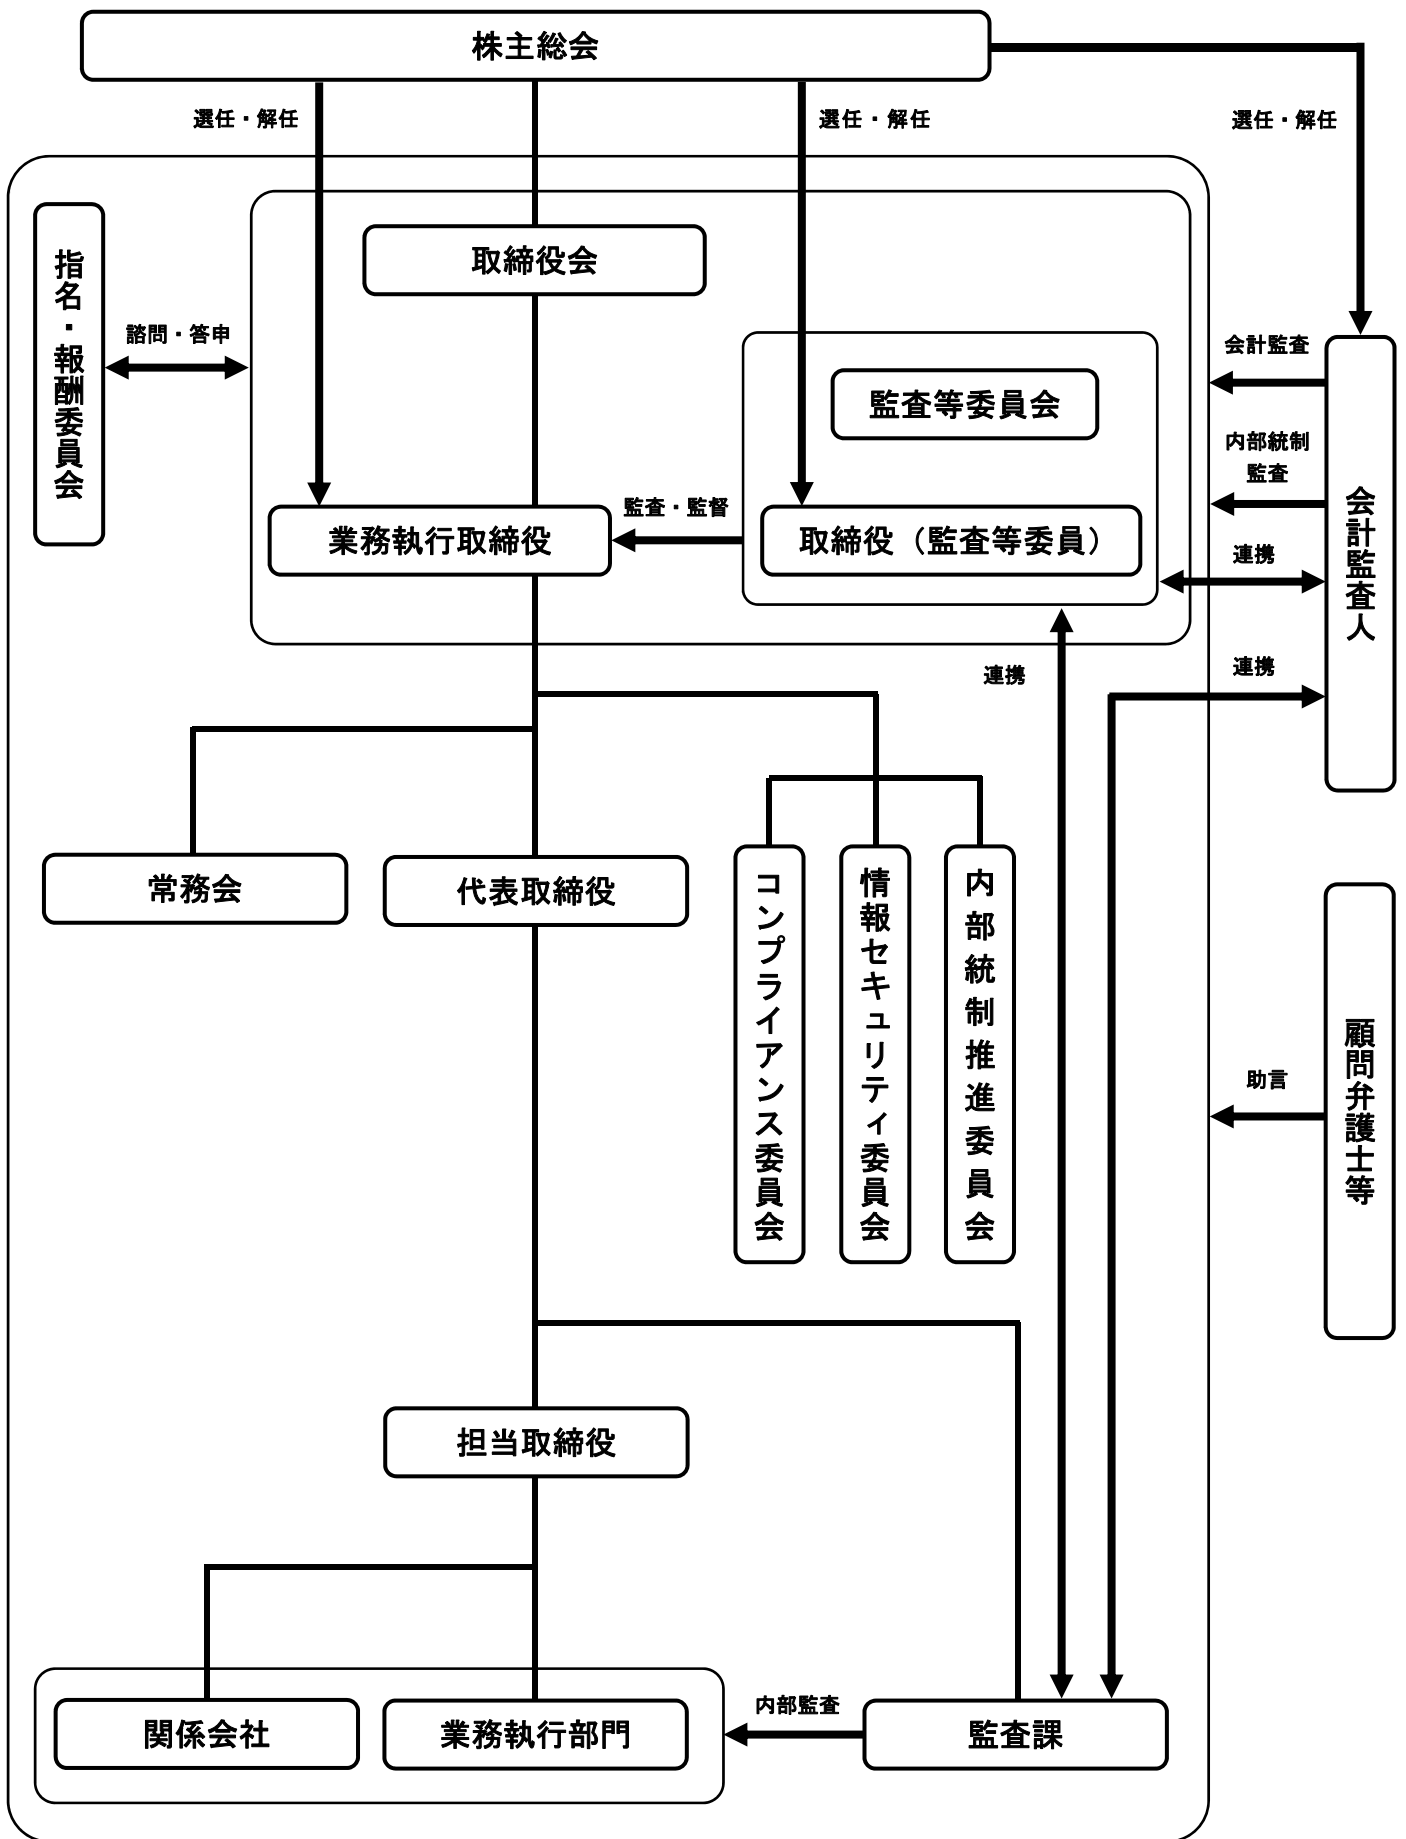 株主総会
選任・解任
選任・解任
選任・解任
取締役会
指名・報酬委員会
諮問・答申
会計監査
監査等委員会
内部統制
監査
監査・監督
業務執行取締役
取締役（監査等委員）
連携
会計監査人
連携
連携
常務会
代表取締役
コンプライアンス委員会
情報セキュリティ委員会
内部統制推進委員会
顧問弁護士等
助言
担当取締役
内部監査
関係会社
業務執行部門
監査課